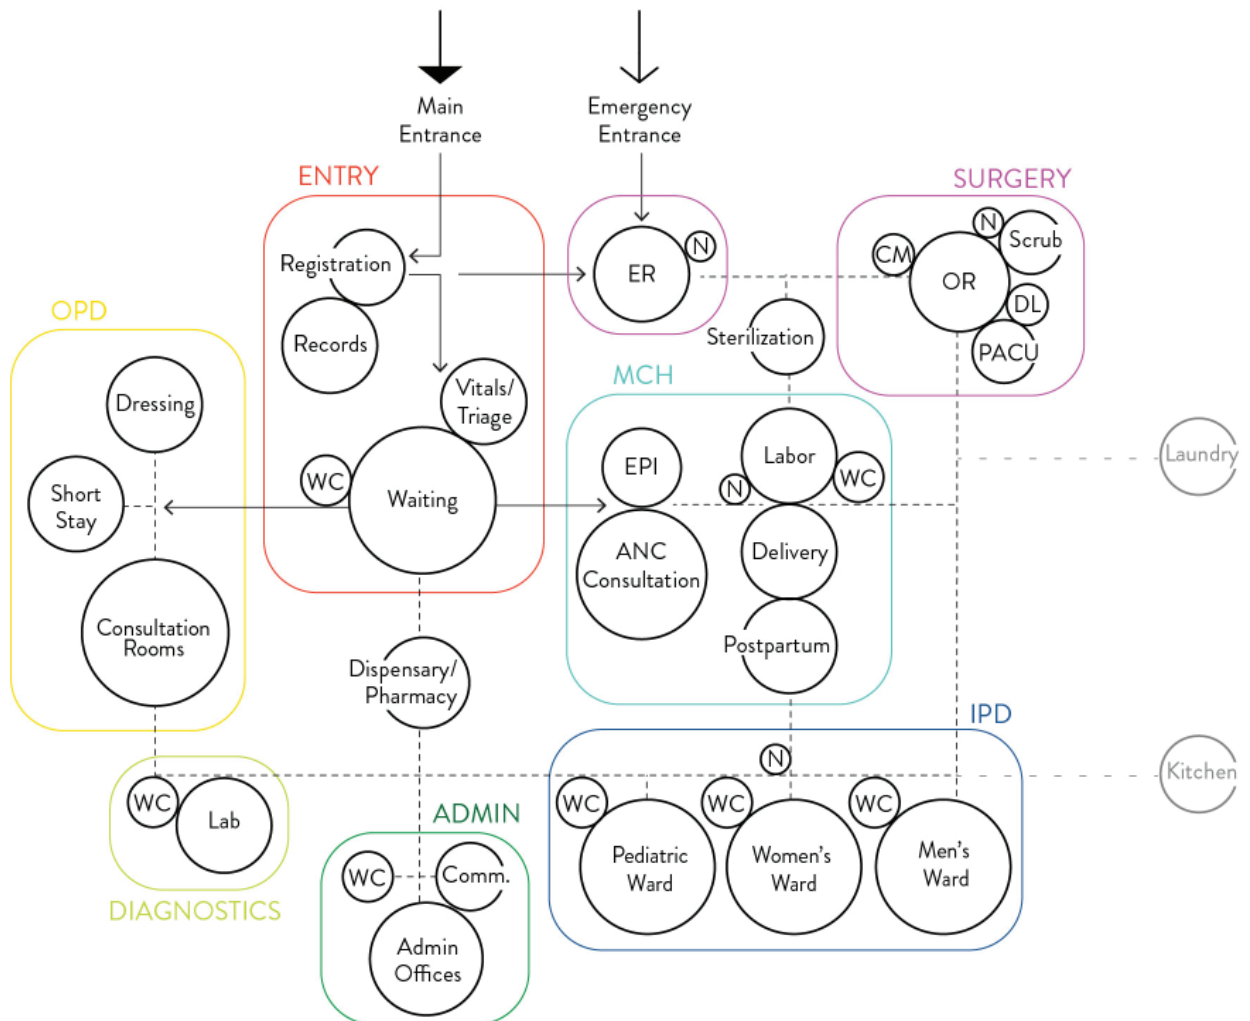 Main
Entrance
Emergency
Entrance
ENTRY
SURGERY
Registration
ER
N
CM
OR
N
Scrub
DL
PACU
OPD
Records
Sterilization
Dressing
Vitals/
Triage
MCH
Short
Stay
WC
Waiting
EPI
Labor
N
WC
Laundry
ANC
Consultation
Delivery
Consultation
Rooms
Postpartum
Dispensary/
Pharmacy
IPD
N
Kitchen
WC
Lab
DIAGNOSTICS
ADMIN
WC
Comm.
Admin
Offices
WC
Pediatric
Ward
WC
Women's
Ward
WC
Men's
Ward